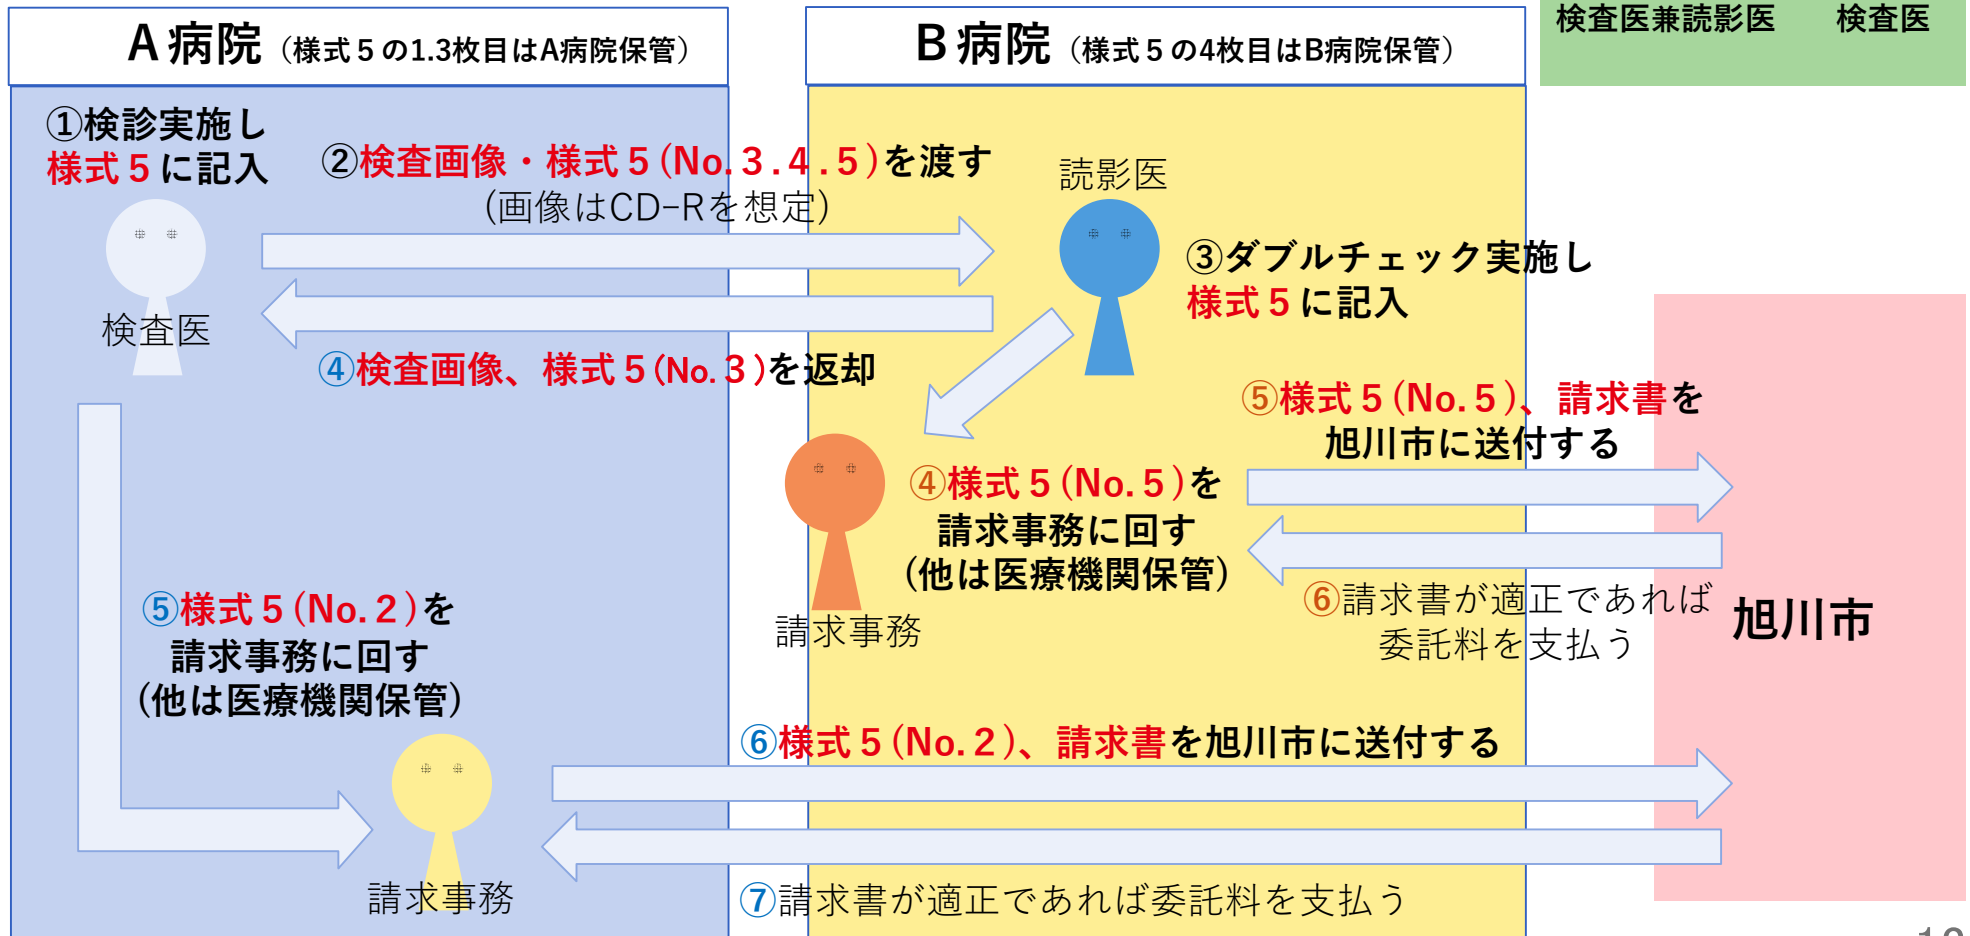 A病院（様式５の1.3枚目はA病院保管）
B病院（様式５の4枚目はB病院保管）
検査医兼読影医　検査医
①検診実施し
様式５に記入
②検査画像・様式５(No.３.４.５)を渡す
(画像はCD-Rを想定)
読影医
③ダブルチェック実施し
様式５に記入
検査医
④検査画像、様式５(No.３)を返却
⑤様式５(No.５)、請求書を
旭川市に送付する
④様式５(No.５)を
請求事務に回す
(他は医療機関保管)
請求事務
⑥請求書が適正であれば
委託料を支払う
旭川市
⑤様式５(No.２)を
請求事務に回す
(他は医療機関保管)
⑥様式５(No.２)、請求書を旭川市に送付する
請求事務
⑦請求書が適正であれば委託料を支払う